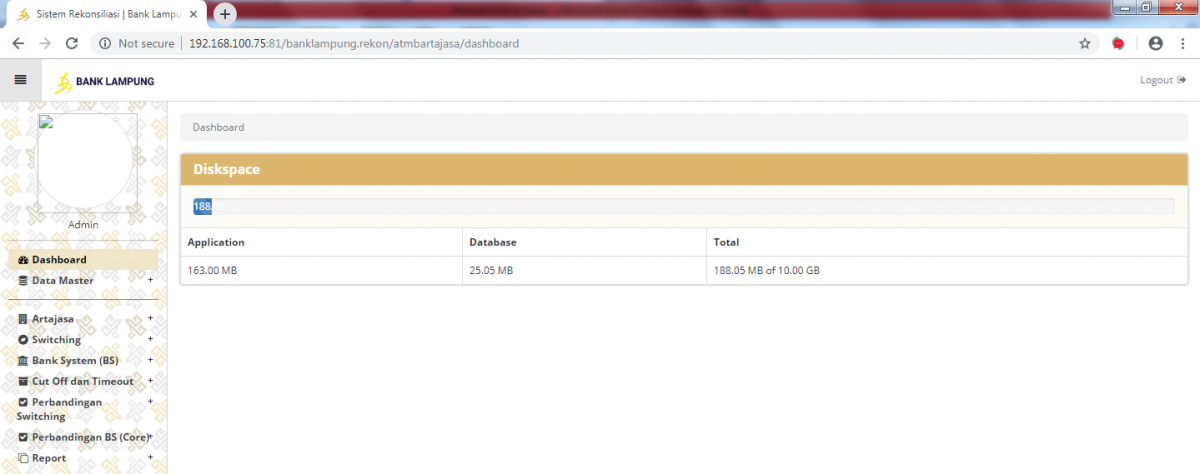 Sistem Rekonsiliasi | Bank Lampu
Not secure | 192.168.100.75:81/banklampung.rekon/atmbartajasa/dashboard
BANK LAMPUNG
Logout
Admin
Dashboard
Data Master +
Artajasa +
Switching +
Bank System (BS) +
Cut Off dan Timeout +
Perbandingan +
Switching
Perbandingan BS (Core) +
Report +
Dashboard
Diskspace
188
Application Database Total
163.00 MB 25.05 MB 188.05 MB of 10.00 GB